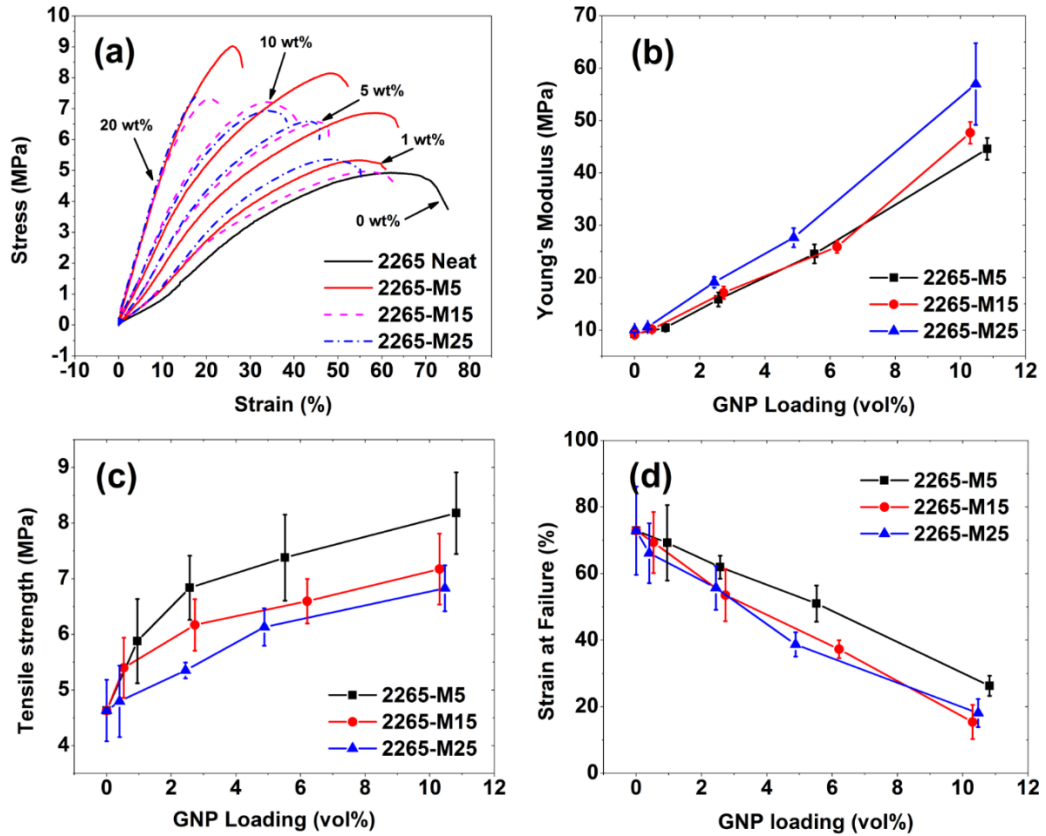 (a)
10 wt%
5 wt%
20 wt%
1 wt%
0 wt%
2265 Neat
2265-M5
2265-M15
2265-M25
Stress (MPa)
10
9
8
7
6
5
4
3
2
1
0
-1
-10 0 10 20 30 40 50 60 70 80
Strain (%)
(b)
2265-M5
2265-M15
2265-M25
Young's Modulus (MPa)
70
60
50
40
30
20
10
0 2 4 6 8 10 12
GNP Loading (vol%)
(c)
2265-M5
2265-M15
2265-M25
Tensile strength (MPa)
9
8
7
6
5
4
0 2 4 6 8 10 12
GNP Loading (vol%)
(d)
2265-M5
2265-M15
2265-M25
Strain at Failure (%)
100
80
60
40
20
0
0 2 4 6 8 10 12
GNP loading (vol%)